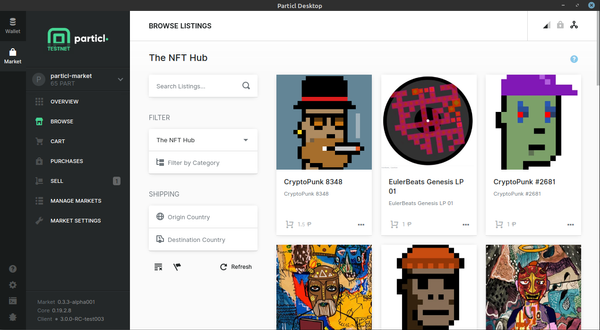 Particl Desktop
Wallet
Market
particl.
TESTNET
P
particl-market
65 PART
OVERVIEW
BROWSE
CART
PURCHASES
SELL
1
MANAGE MARKETS
MARKET SETTINGS
Market: 0.3.3-alpha001
Core: 0.19.2.8
Client: 3.0.0-RC-test003
BROWSE LISTINGS
The NFT Hub
?
Search Listings...
FILTER
The NFT Hub
Filter by Category
SHIPPING
Origin Country
Destination Country
Refresh
CryptoPunk 8348
CryptoPunk 8348
1.5
EulerBeats Genesis LP
01
EulerBeats Genesis LP 01
1
CryptoPunk #2681
CryptoPunk #2681
1